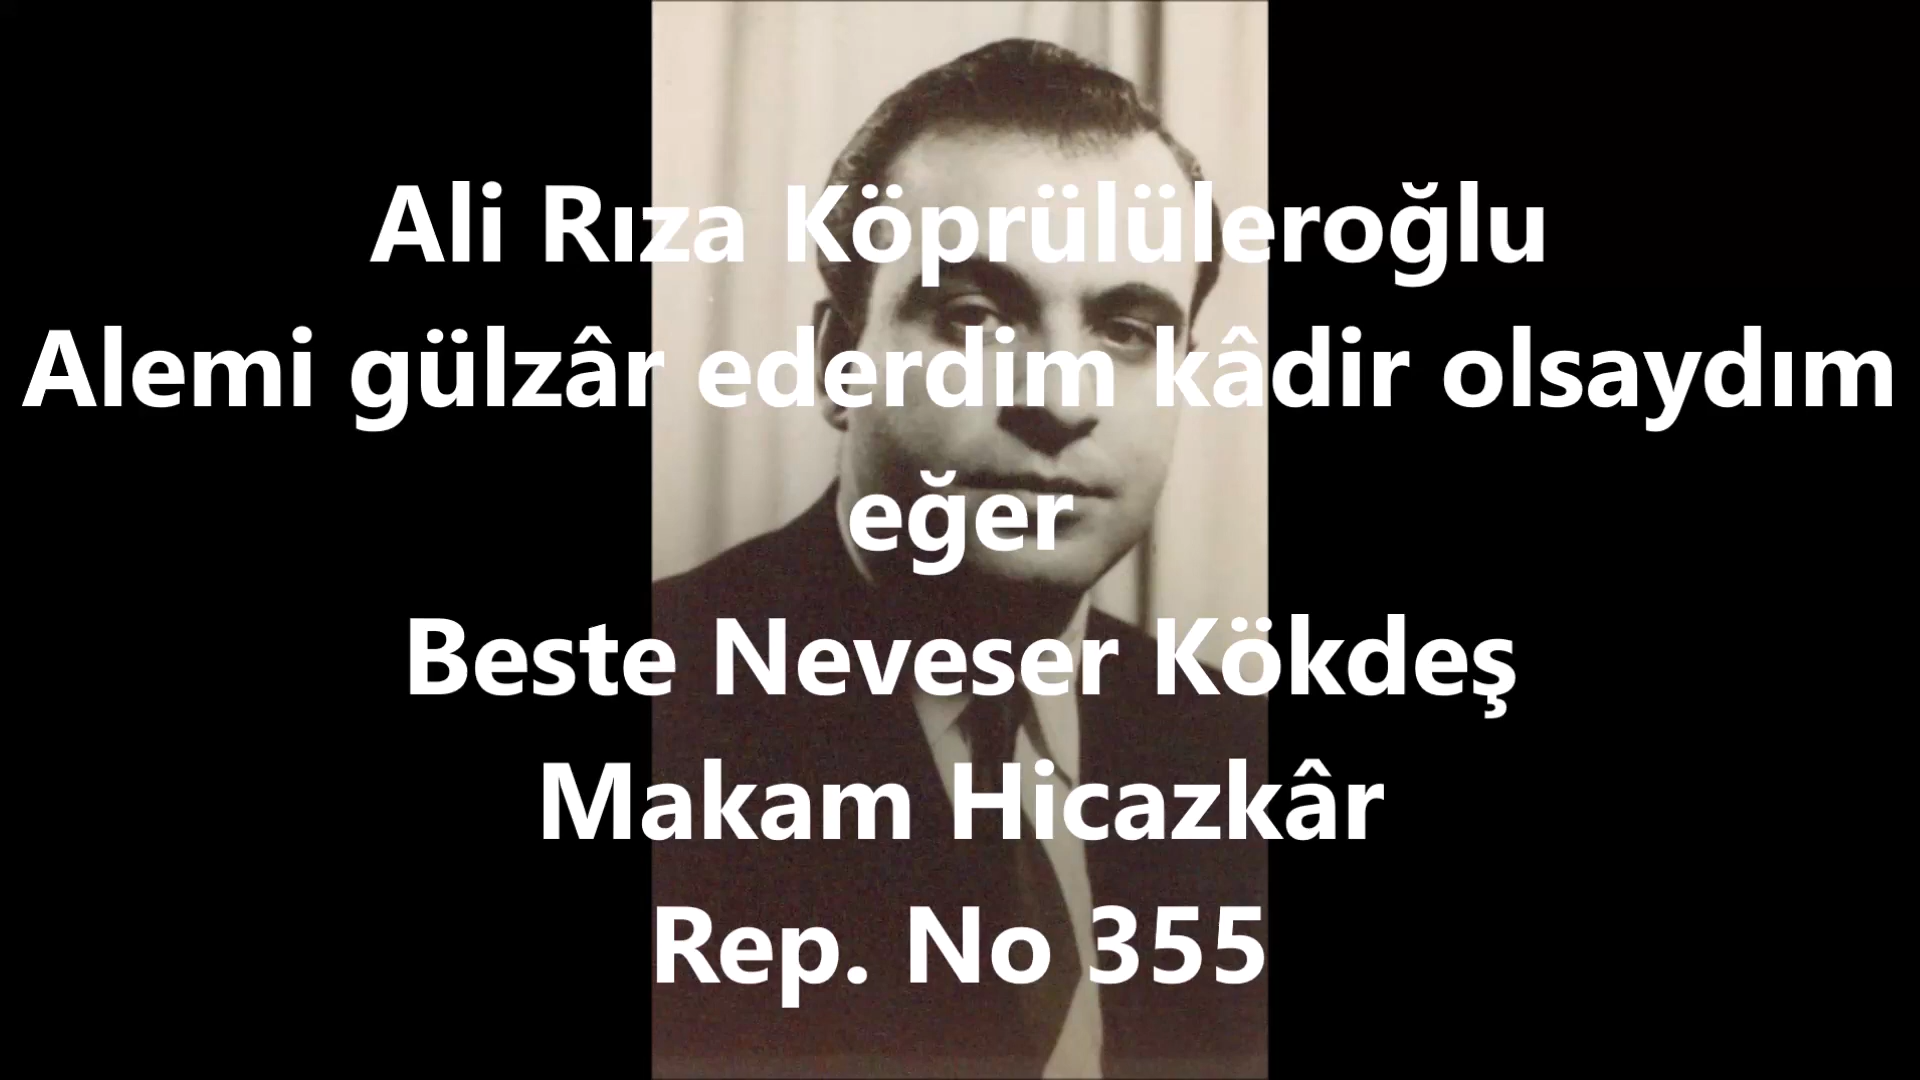 Ali Rıza Köprülüleroğlu
Alemi gülzâr ederdim kâdir olsaydım
eğer
Beste Neveser Kökdeş
Makam Hicazkâr
Rep. No 355